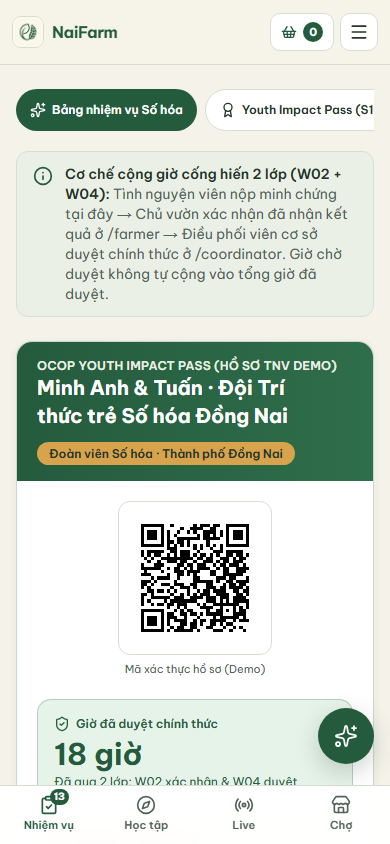 NaiFarm
0
Bảng nhiệm vụ Số hóa
Youth Impact Pass (S1
Cơ chế cộng giờ cống hiến 2 lớp (W02 +
W04): Tình nguyện viên nộp minh chứng
tại đây → Chủ vườn xác nhận đã nhận kết
quả ở /farmer → Điều phối viên cơ sở
duyệt chính thức ở /coordinator. Giờ chờ
duyệt không tự cộng vào tổng giờ đã
duyệt.
OCOP YOUTH IMPACT PASS (HỒ SƠ TNV DEMO)
Minh Anh & Tuấn · Đội Trí
thức trẻ Số hóa Đồng Nai
Đoàn viên Số hóa · Thành phố Đồng Nai
Mã xác thực hồ sơ (Demo)
Giờ đã duyệt chính thức
18 giờ
Đã qua 2 lớp: W02 xác nhận & W04 duyệt
13
Nhiệm vụ
Học tập
Live
Chợ